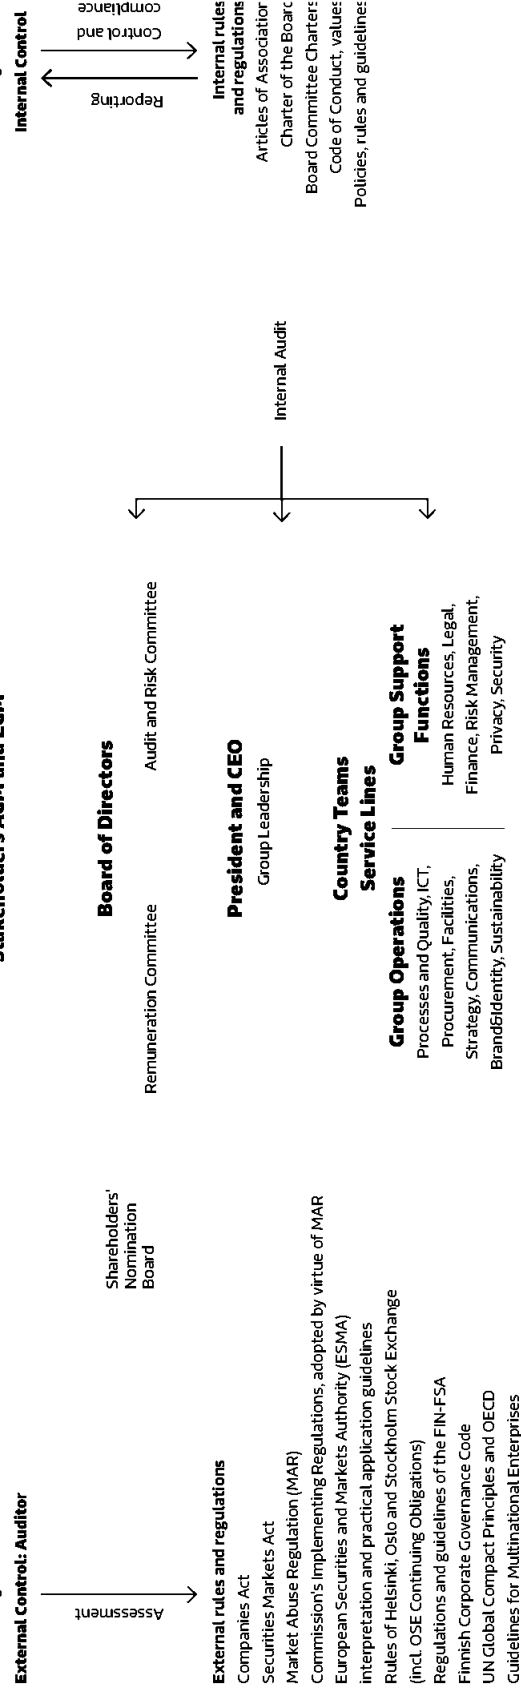 External Control: Auditor
Assessment
External rules and regulations
Companies Act
Securities Markets Act
Market Abuse Regulation (MAR)
Commission's Implementing Regulations, adopted by virtue of MAR
European Securities and Markets Authority (ESMA)
interpretation and practical application guidelines
Rules of Helsinki, Oslo and Stockholm Stock Exchange
(incl. OSE Continuing Obligations)
Regulations and guidelines of the FIN-FSA
Finnish Corporate Governance Code
UN Global Compact Principles and OECD
Guidelines for Multinational Enterprises
Shareholders'
Nomination
Board
Board of Directors
Remuneration Committee
Audit and Risk Committee
President and CEO
Group Leadership
Country Teams
Service Lines
Group Operations
Processes and Quality, ICT,
Procurement, Facilities,
Strategy, Communications,
Brand&Identity, Sustainability
Group Support
Functions
Human Resources, Legal,
Finance, Risk Management,
Privacy, Security
Internal Audit
Internal Control
Reporting
Control and
compliance
Internal rules
and regulations
Articles of Association
Charter of the Board
Board Committee Charters
Code of Conduct, values
Policies, rules and guidelines